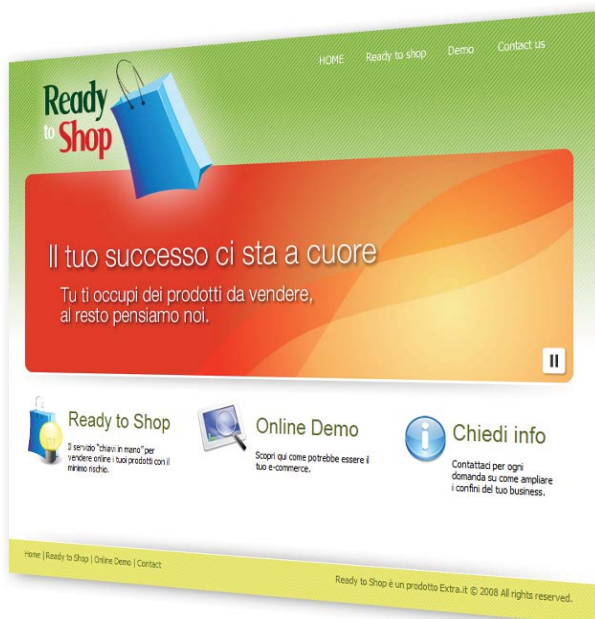 HOME Ready to shop Demo Contact us
Ready
to Shop
Il tuo successo ci sta a cuore
Tu ti occupi dei prodotti da vendere,
al resto pensiamo noi.
Ready to Shop
Il servizio "chiavi in mano" per
vendere online i tuoi prodotti con il
minimo rischio.
Online Demo
Scopri qui come potrebbe essere il
tuo e-commerce.
Chiedi info
Contattaci per ogni
domanda su come ampliare
i confini del tuo business.
Home | Ready to Shop | Online Demo | Contact
Ready to Shop è un prodotto Extra.it © 2008 All rights reserved.